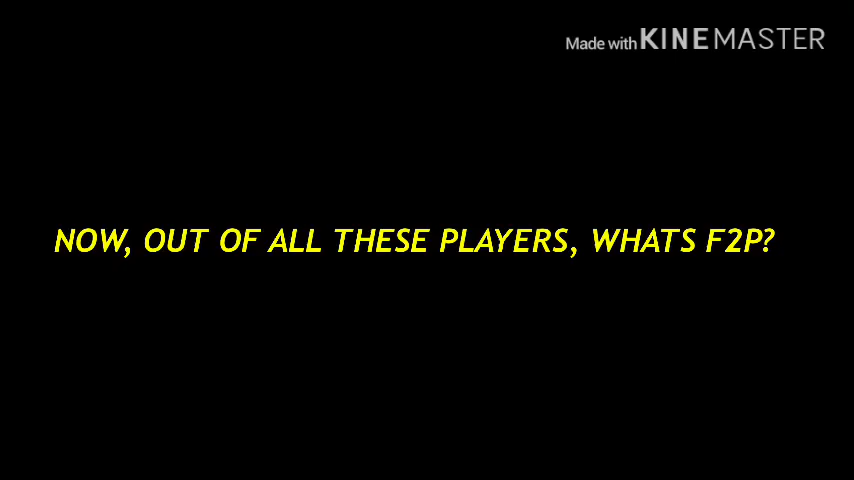 Made with KINEMASTER
NOW, OUT OF ALL THESE PLAYERS, WHATS F2P?